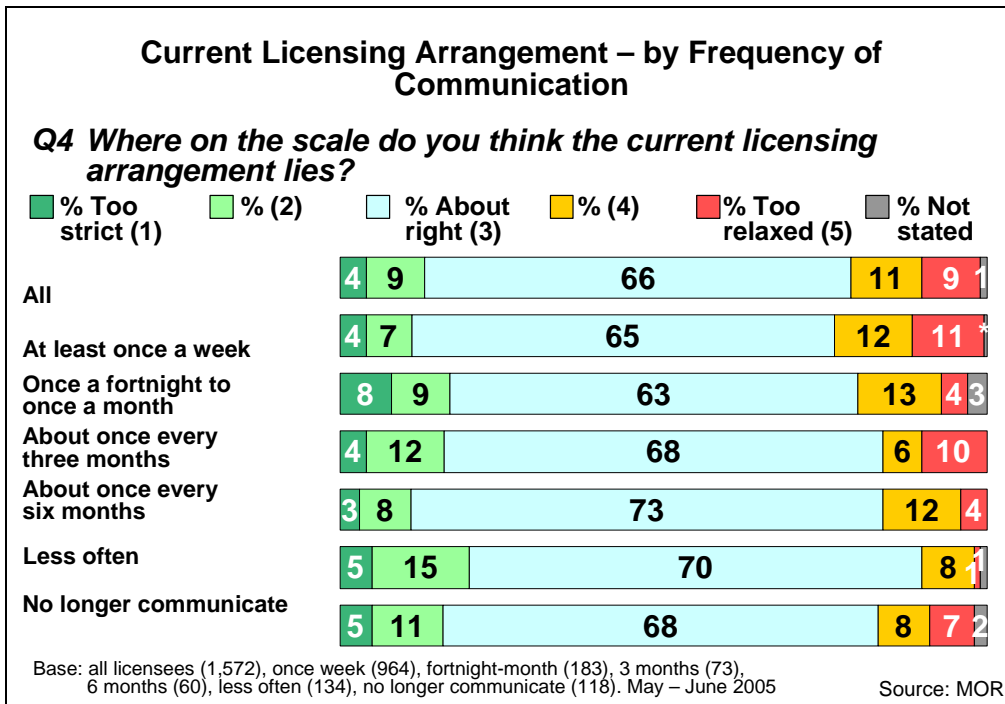 Current Licensing Arrangement – by Frequency of
Communication
Q4 Where on the scale do you think the current licensing
arrangement lies?
% Too strict (1) % (2) % About right (3) % (4) % Too relaxed (5) % Not stated
All 4 9 66 11 9 1
At least once a week 4 7 65 12 11 *
Once a fortnight to
once a month 8 9 63 13 4 3
About once every
three months 4 12 68 6 10
About once every
six months 3 8 73 12 4
Less often 5 15 70 8 1 1
No longer communicate 5 11 68 8 7 2
Base: all licensees (1,572), once week (964), fortnight-month (183), 3 months (73),
6 months (60), less often (134), no longer communicate (118). May – June 2005
Source: MOR